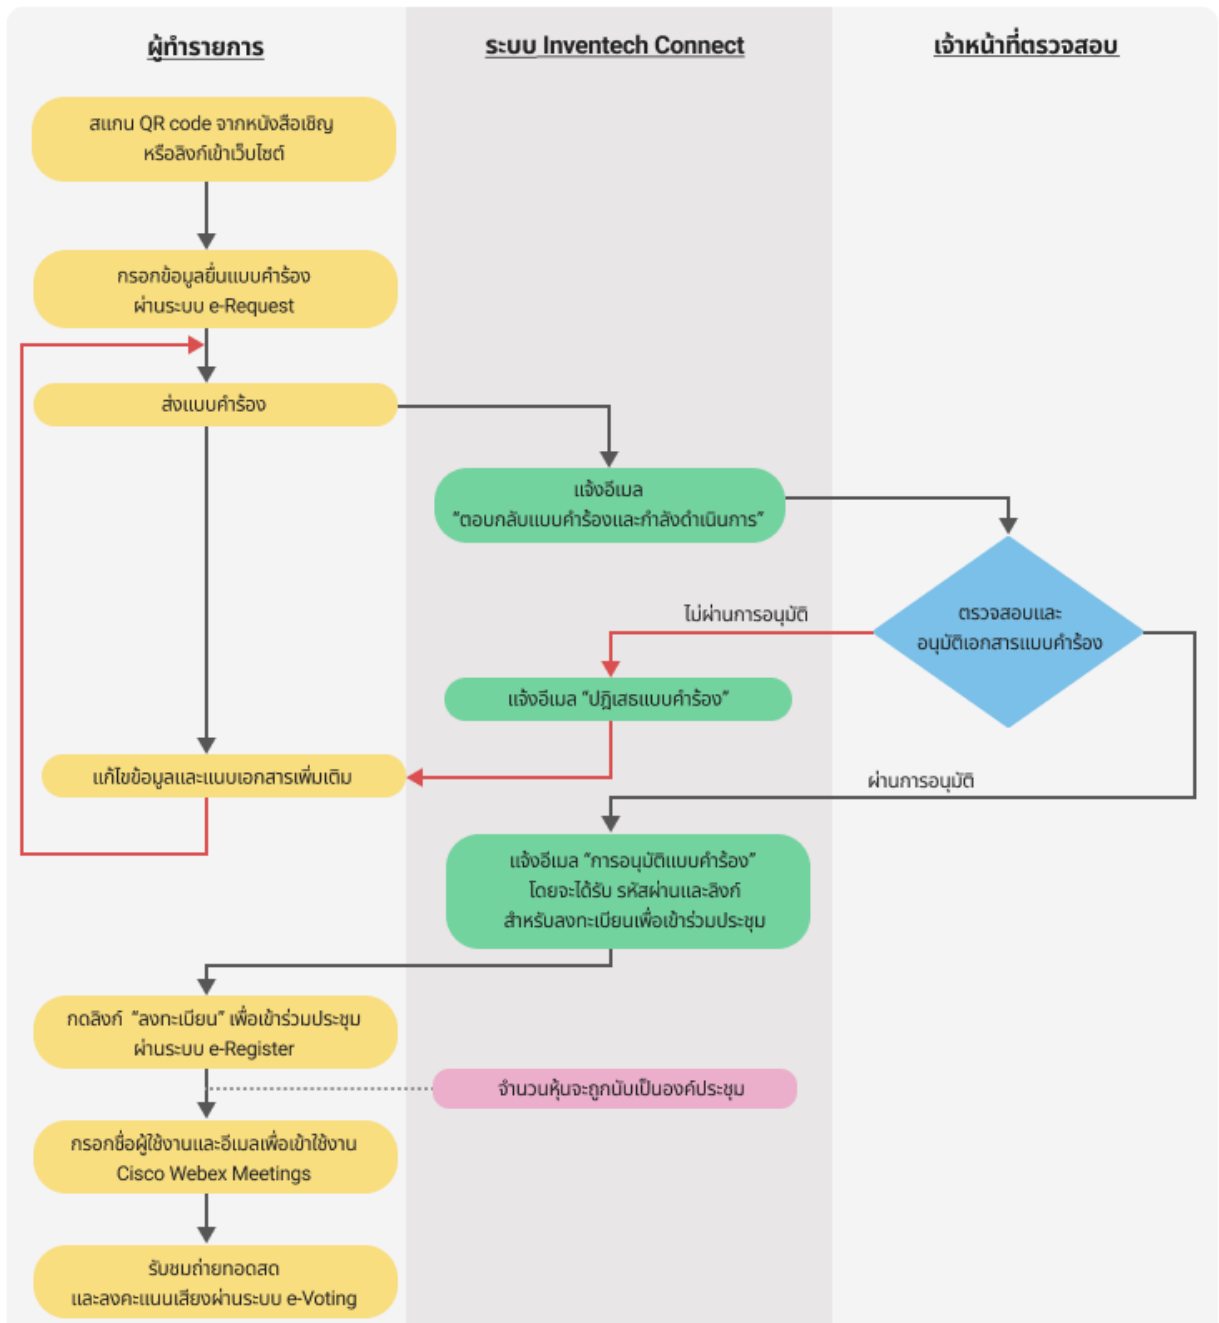 ผู้ทำรายการ
ระบบ Inventech Connect
เจ้าหน้าที่ตรวจสอบ
สแกน QR code จากหนังสือเชิญ
หรือลิงก์เข้าเว็บไซต์
กรอกข้อมูลยื่นแบบคำร้อง
ผ่านระบบ e-Request
ส่งแบบคำร้อง
แจ้งอีเมล
“ตอบกลับแบบคำร้องและกำลังดำเนินการ”
ตรวจสอบและ
อนุมัติเอกสารแบบคำร้อง
ไม่ผ่านการอนุมัติ
แจ้งอีเมล “ปฏิเสธแบบคำร้อง”
แก้ไขข้อมูลและแนบเอกสารเพิ่มเติม
ผ่านการอนุมัติ
แจ้งอีเมล “การอนุมัติแบบคำร้อง”
โดยจะได้รับ รหัสผ่านและลิงก์
สำหรับลงทะเบียนเพื่อเข้าร่วมประชุม
กดลิงก์ “ลงทะเบียน” เพื่อเข้าร่วมประชุม
ผ่านระบบ e-Register
จำนวนหุ้นจะถูกนับเป็นองค์ประชุม
กรอกชื่อผู้ใช้งานและอีเมลเพื่อเข้าใช้งาน
Cisco Webex Meetings
รับชมถ่ายทอดสด
และลงคะแนนเสียงผ่านระบบ e-Voting